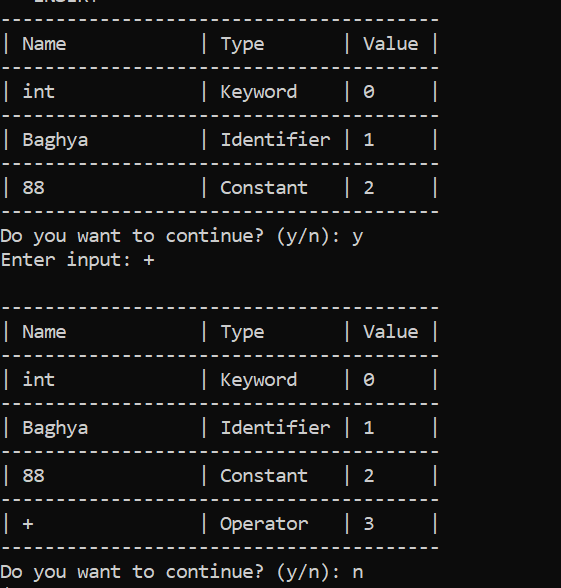 ----------------------------------------
| Name            | Type       | Value |
----------------------------------------
| int             | Keyword    | 0     |
----------------------------------------
| Baghya          | Identifier | 1     |
----------------------------------------
| 88              | Constant   | 2     |
----------------------------------------
Do you want to continue? (y/n): y
Enter input: +
----------------------------------------
| Name            | Type       | Value |
----------------------------------------
| int             | Keyword    | 0     |
----------------------------------------
| Baghya          | Identifier | 1     |
----------------------------------------
| 88              | Constant   | 2     |
----------------------------------------
| +               | Operator   | 3     |
----------------------------------------
Do you want to continue? (y/n): n